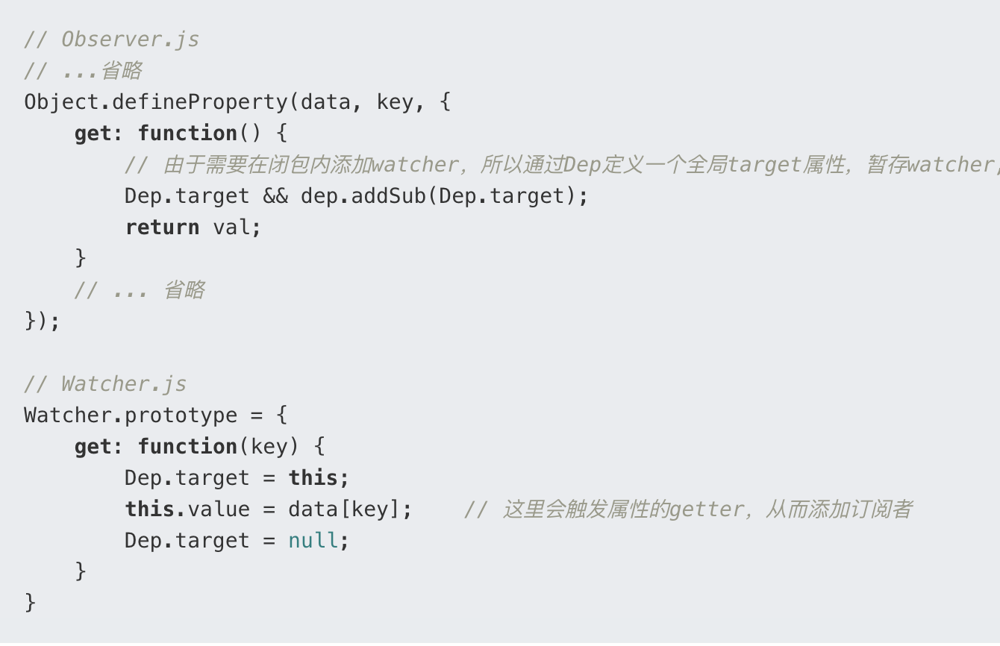 // Observer.js
// ...省略
Object.defineProperty(data, key, {
    get: function() {
        // 由于需要在闭包内添加watcher，所以通过Dep定义一个全局target属性，暂存watcher,
        Dep.target && dep.addSub(Dep.target);
        return val;
    }
    // ... 省略
});

// Watcher.js
Watcher.prototype = {
    get: function(key) {
        Dep.target = this;
        this.value = data[key];    // 这里会触发属性的getter，从而添加订阅者
        Dep.target = null;
    }
}